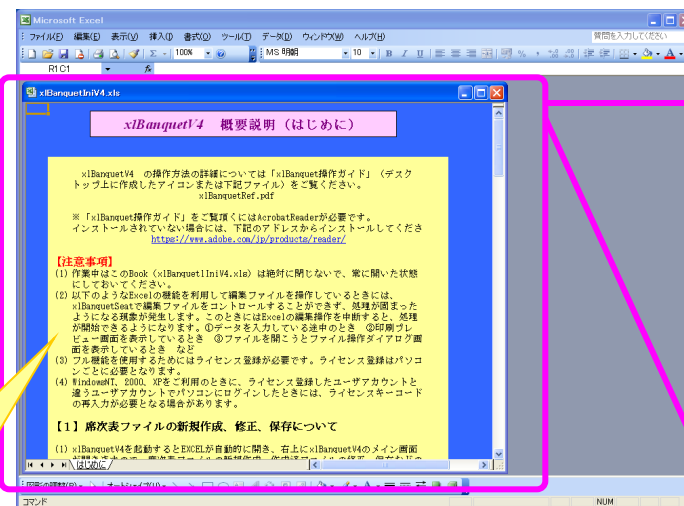 Microsoft Excel
ファイル(F) 編集(E) 表示(V) 挿入(I) 書式(O) ツール(T) データ(D) ウィンドウ(W) ヘルプ(H) 質問を入力してください
Σ 100% MS 明朝 10 B I U %
R1C1 fx
xlBanquetIniV4.xls
xlBanquetV4 概要説明(はじめに)
xlBanquetV4 の操作方法の詳細については「xlBanquet操作ガイド」(デスク
トップ上に作成したアイコンまたは下記ファイル)をご覧ください。
xlBanquetRef.pdf
※「xlBanquet操作ガイド」をご覧頂くにはAcrobatReaderが必要です。
インストールされていない場合には、下記のアドレスからインストールしてくださ
https://www.adobe.com/jp/products/reader/
【注意事項】
(1) 作業中はこのBook(xlBanquet1IniV4.xls)は絶対に閉じないで、常に開いた状態
にしておいてください。
(2) 以下のようなExcelの機能を利用して編集ファイルを操作しているときには、
xlBanquetSeatで編集ファイルをコントロールすることができず、処理が固まった
ようになる現象が発生します。このときにはExcelの編集操作を中断すると、処理
が開始できるようになります。①データを入力している途中のとき ②印刷プレ
ビュー画面を表示しているとき ③ファイルを開こうとファイル操作ダイアログ画
面を表示しているとき など
(3) フル機能を使用するためにはライセンス登録が必要です。ライセンス登録はパソコ
ンごとに必要となります。
(4) WindowsNT、2000、XPをご利用のときに、ライセンス登録したユーザアカウントと
違うユーザアカウントでパソコンにログインしたときには、ライセンスキーコード
の再入力が必要となる場合があります。
【1】席次表ファイルの新規作成、修正、保存について
(1) xlBanquetV4を起動するとEXCELが自動的に開き、右上にxlBanquetV4のメイン画面
はじめに
コマンド NUM